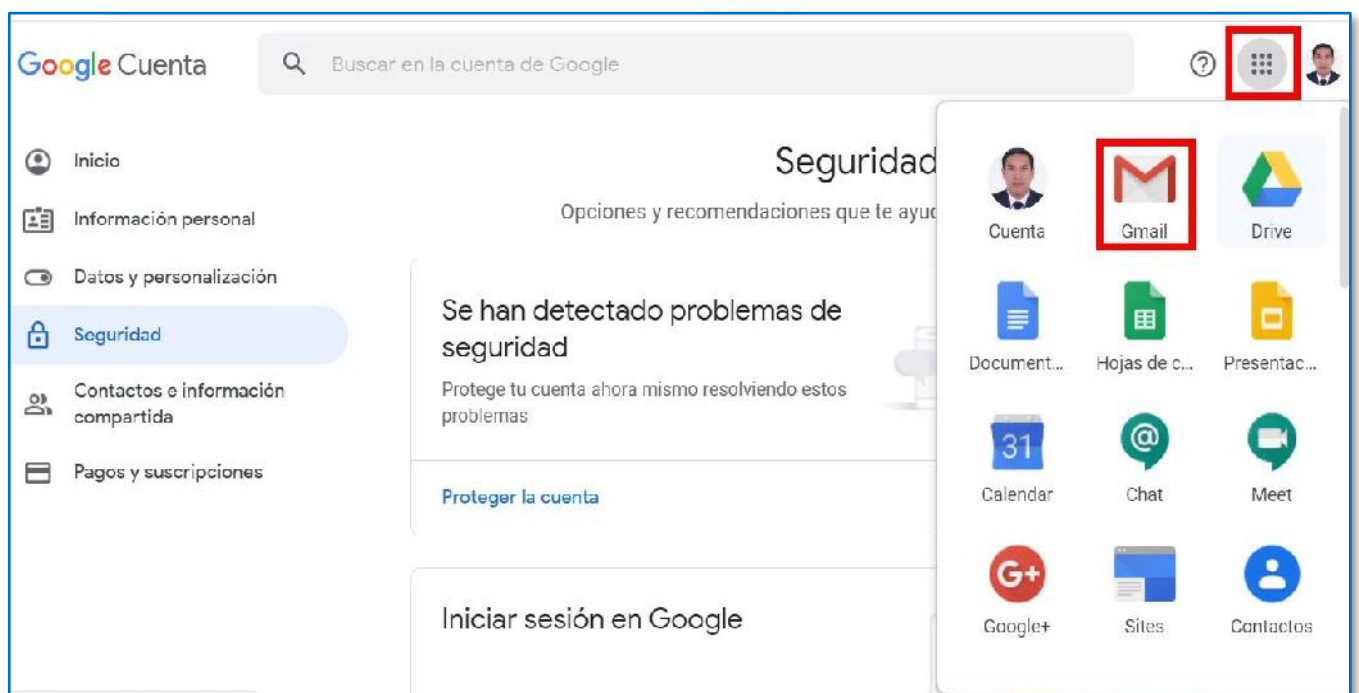 Google Cuenta
Buscar en la cuenta de Google
Inicio
Información personal
Datos y personalización
Seguridad
Contactos e información
compartida
Pagos y suscripciones
Seguridad
Opciones y recomendaciones que te ayud
Se han detectado problemas de
seguridad
Protege tu cuenta ahora mismo resolviendo estos
problemas
Proteger la cuenta
Iniciar sesión en Google
Cuenta
Gmail
Drive
Document...
Hojas de c...
Presentac...
31
Calendar
Chat
Meet
G+
Google+
Sites
Contactos